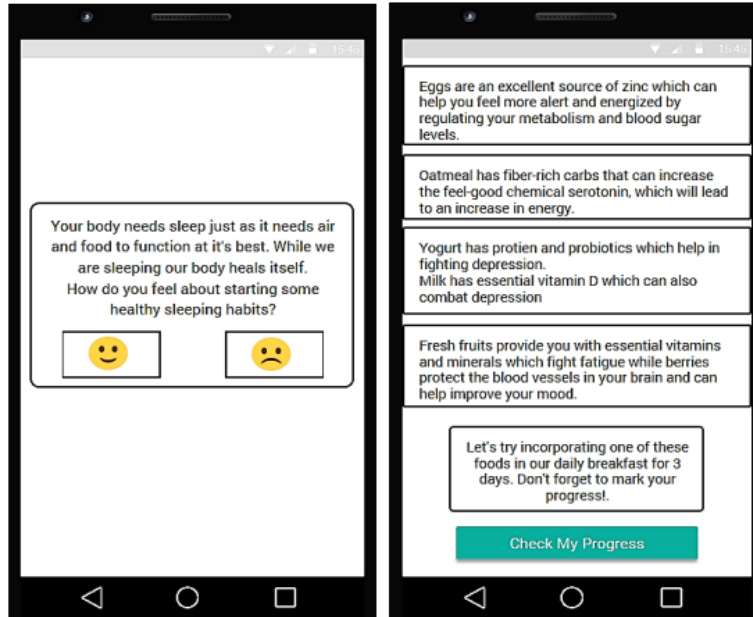 15:45
Your body needs sleep just as it needs air
and food to function at it's best. While we
are sleeping our body heals itself.
How do you feel about starting some
healthy sleeping habits?
15:45
Eggs are an excellent source of zinc which can
help you feel more alert and energized by
regulating your metabolism and blood sugar
levels.
Oatmeal has fiber-rich carbs that can increase
the feel-good chemical serotonin, which will lead
to an increase in energy.
Yogurt has protien and probiotics which help in
fighting depression.
Milk has essential vitamin D which can also
combat depression
Fresh fruits provide you with essential vitamins
and minerals which fight fatigue while berries
protect the blood vessels in your brain and can
help improve your mood.
Let's try incorporating one of these
foods in our daily breakfast for 3
days. Don't forget to mark your
progress!.
Check My Progress